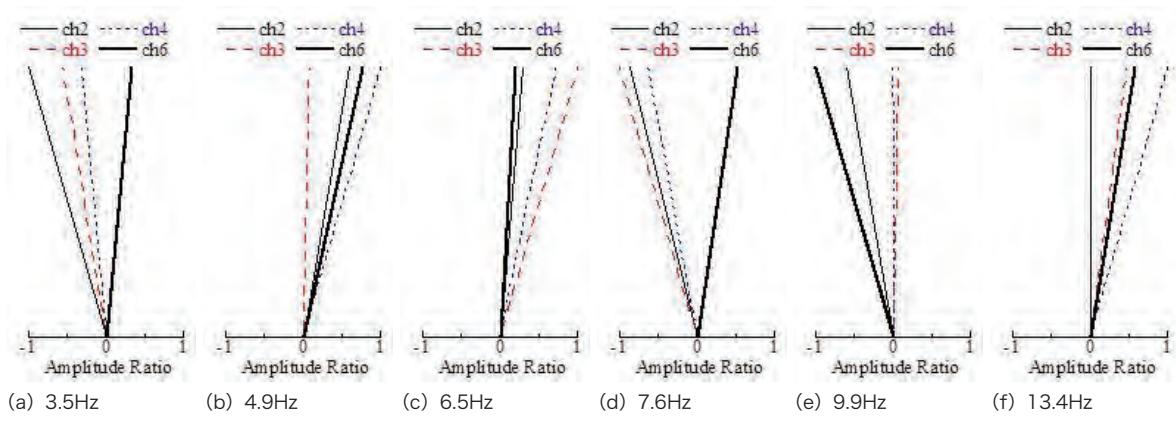 ch2 ch4
ch3 ch6
-1 0 1
Amplitude Ratio
(a) 3.5Hz
ch2 ch4
ch3 ch6
-1 0 1
Amplitude Ratio
(b) 4.9Hz
ch2 ch4
ch3 ch6
-1 0 1
Amplitude Ratio
(c) 6.5Hz
ch2 ch4
ch3 ch6
-1 0 1
Amplitude Ratio
(d) 7.6Hz
ch2 ch4
ch3 ch6
-1 0 1
Amplitude Ratio
(e) 9.9Hz
ch2 ch4
ch3 ch6
-1 0 1
Amplitude Ratio
(f) 13.4Hz